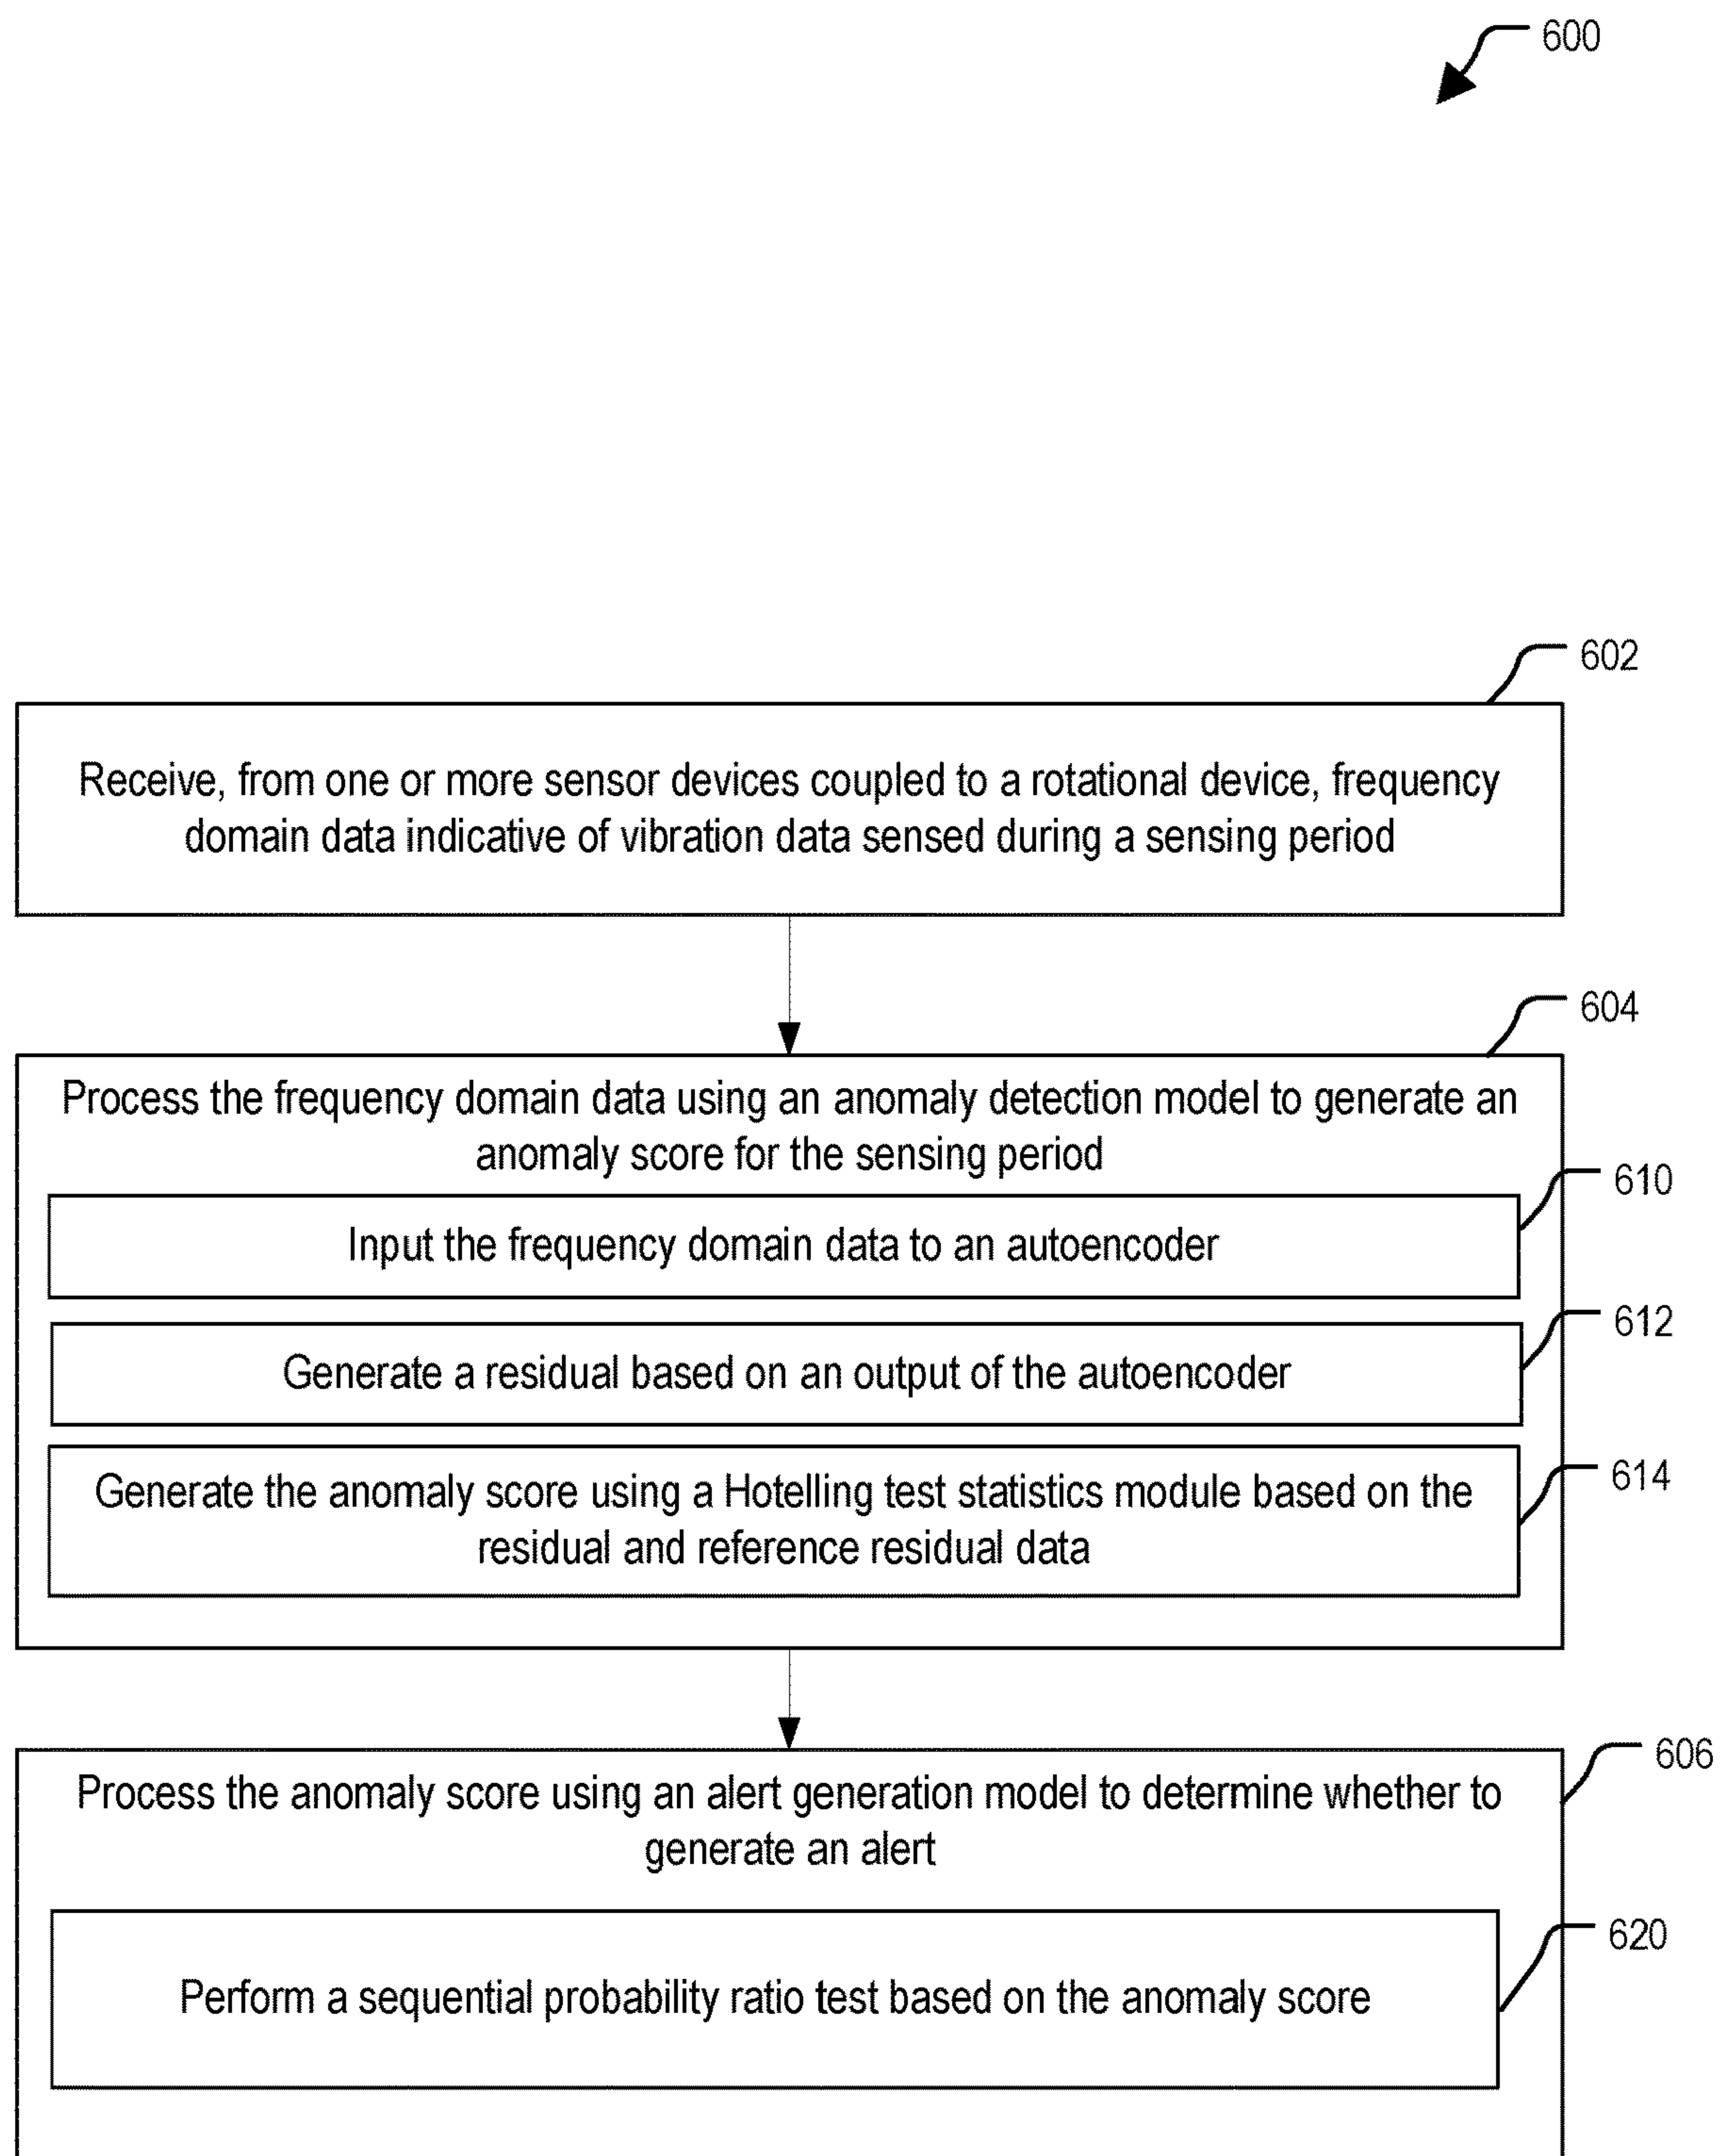 600
602
Receive, from one or more sensor devices coupled to a rotational device, frequency
domain data indicative of vibration data sensed during a sensing period
604
Process the frequency domain data using an anomaly detection model to generate an
anomaly score for the sensing period
610
Input the frequency domain data to an autoencoder
612
Generate a residual based on an output of the autoencoder
614
Generate the anomaly score using a Hotelling test statistics module based on the
residual and reference residual data
606
Process the anomaly score using an alert generation model to determine whether to
generate an alert
620
Perform a sequential probability ratio test based on the anomaly score